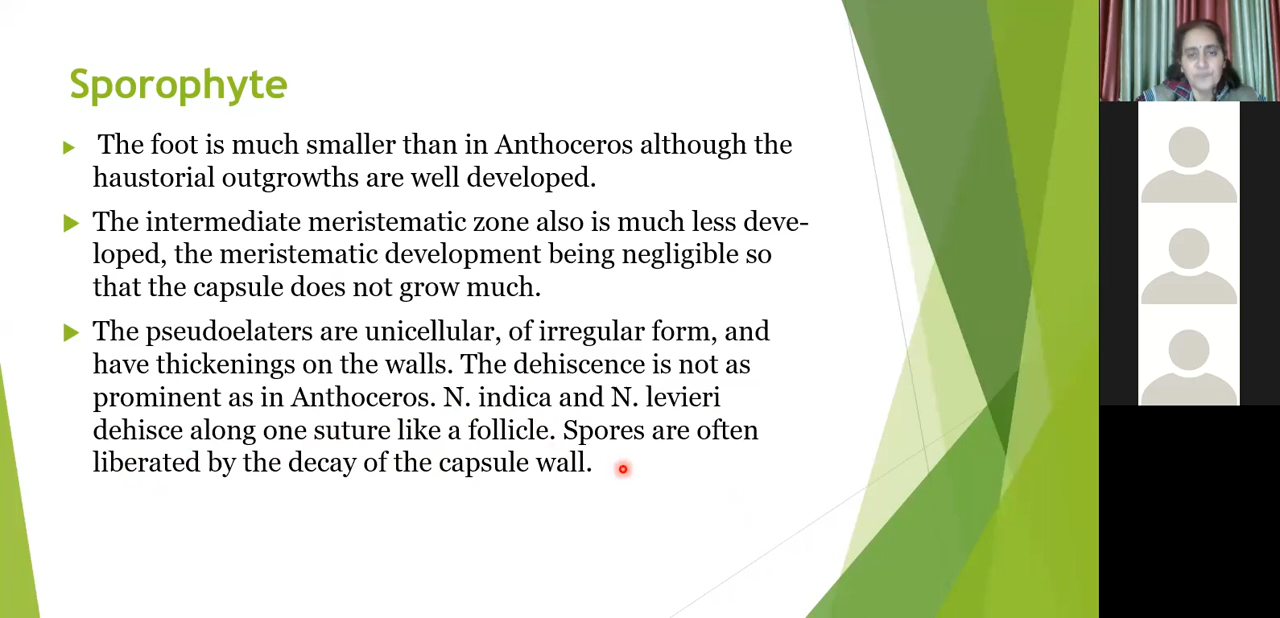 Sporophyte
The foot is much smaller than in Anthoceros although the
haustorial outgrowths are well developed.
The intermediate meristematic zone also is much less deve-
loped, the meristematic development being negligible so
that the capsule does not grow much.
The pseudoelaters are unicellular, of irregular form, and
have thickenings on the walls. The dehiscence is not as
prominent as in Anthoceros. N. indica and N. levieri
dehisce along one suture like a follicle. Spores are often
liberated by the decay of the capsule wall.